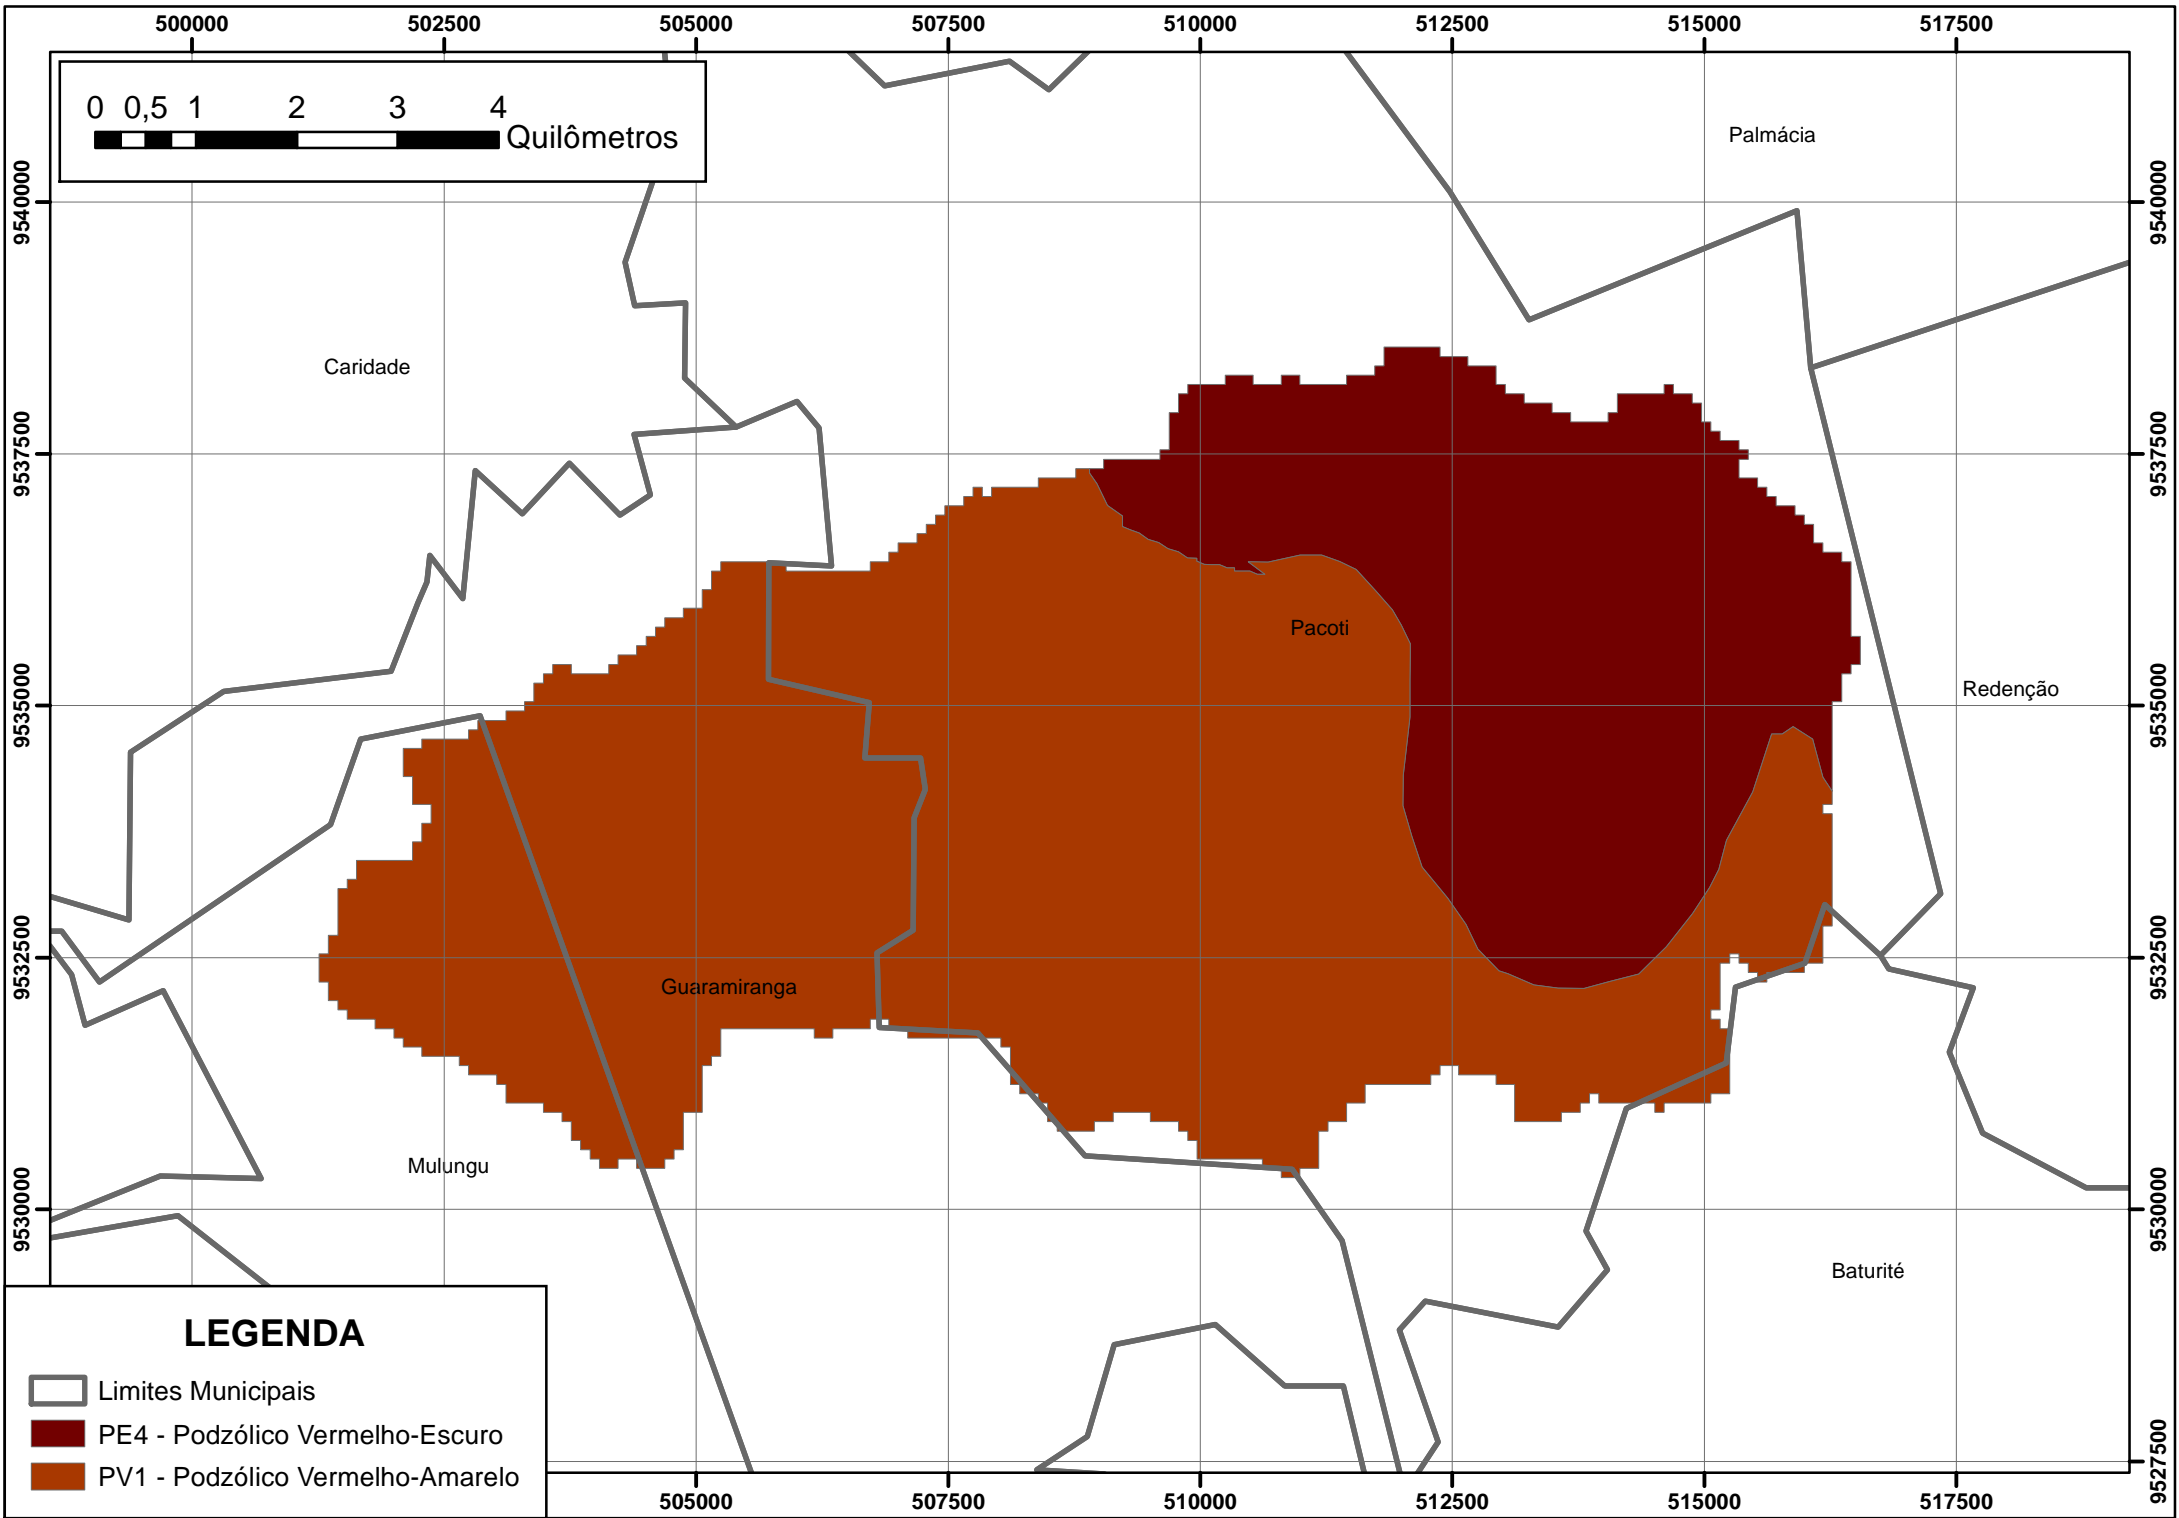 500000 502500 505000 507500 510000 512500 515000 517500
0 0,5 1 2 3 4
Quilômetros
Palmácia
9540000 9540000
Caridade
9537500 9537500
Pacoti
Redenção
9535000 9535000
9532500 9532500
Guaramiranga
Mulungu
9530000 9530000
Baturité
LEGENDA
Limites Municipais
PE4 - Podzólico Vermelho-Escuro
PV1 - Podzólico Vermelho-Amarelo
9527500
505000 507500 510000 512500 515000 517500